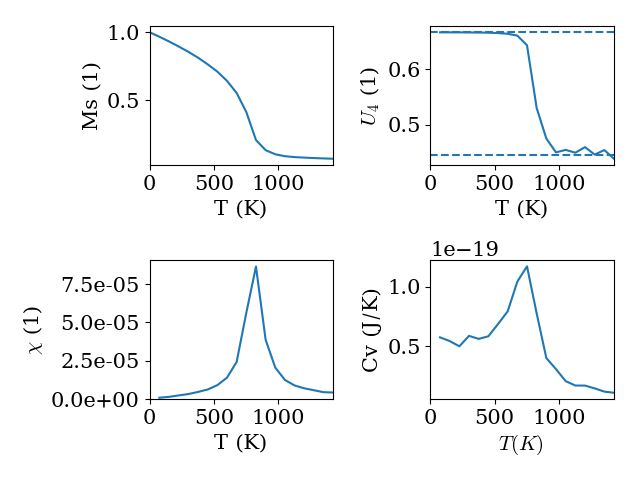 1.0
0.5
Ms (1)
0
500
1000
T (K)
0.6
0.5
U₄ (1)
0
500
1000
T (K)
7.5e-05
5.0e-05
2.5e-05
0.0e+00
χ (1)
0
500
1000
T (K)
1e−19
1.0
0.5
Cv (J/K)
0
500
1000
T(K)